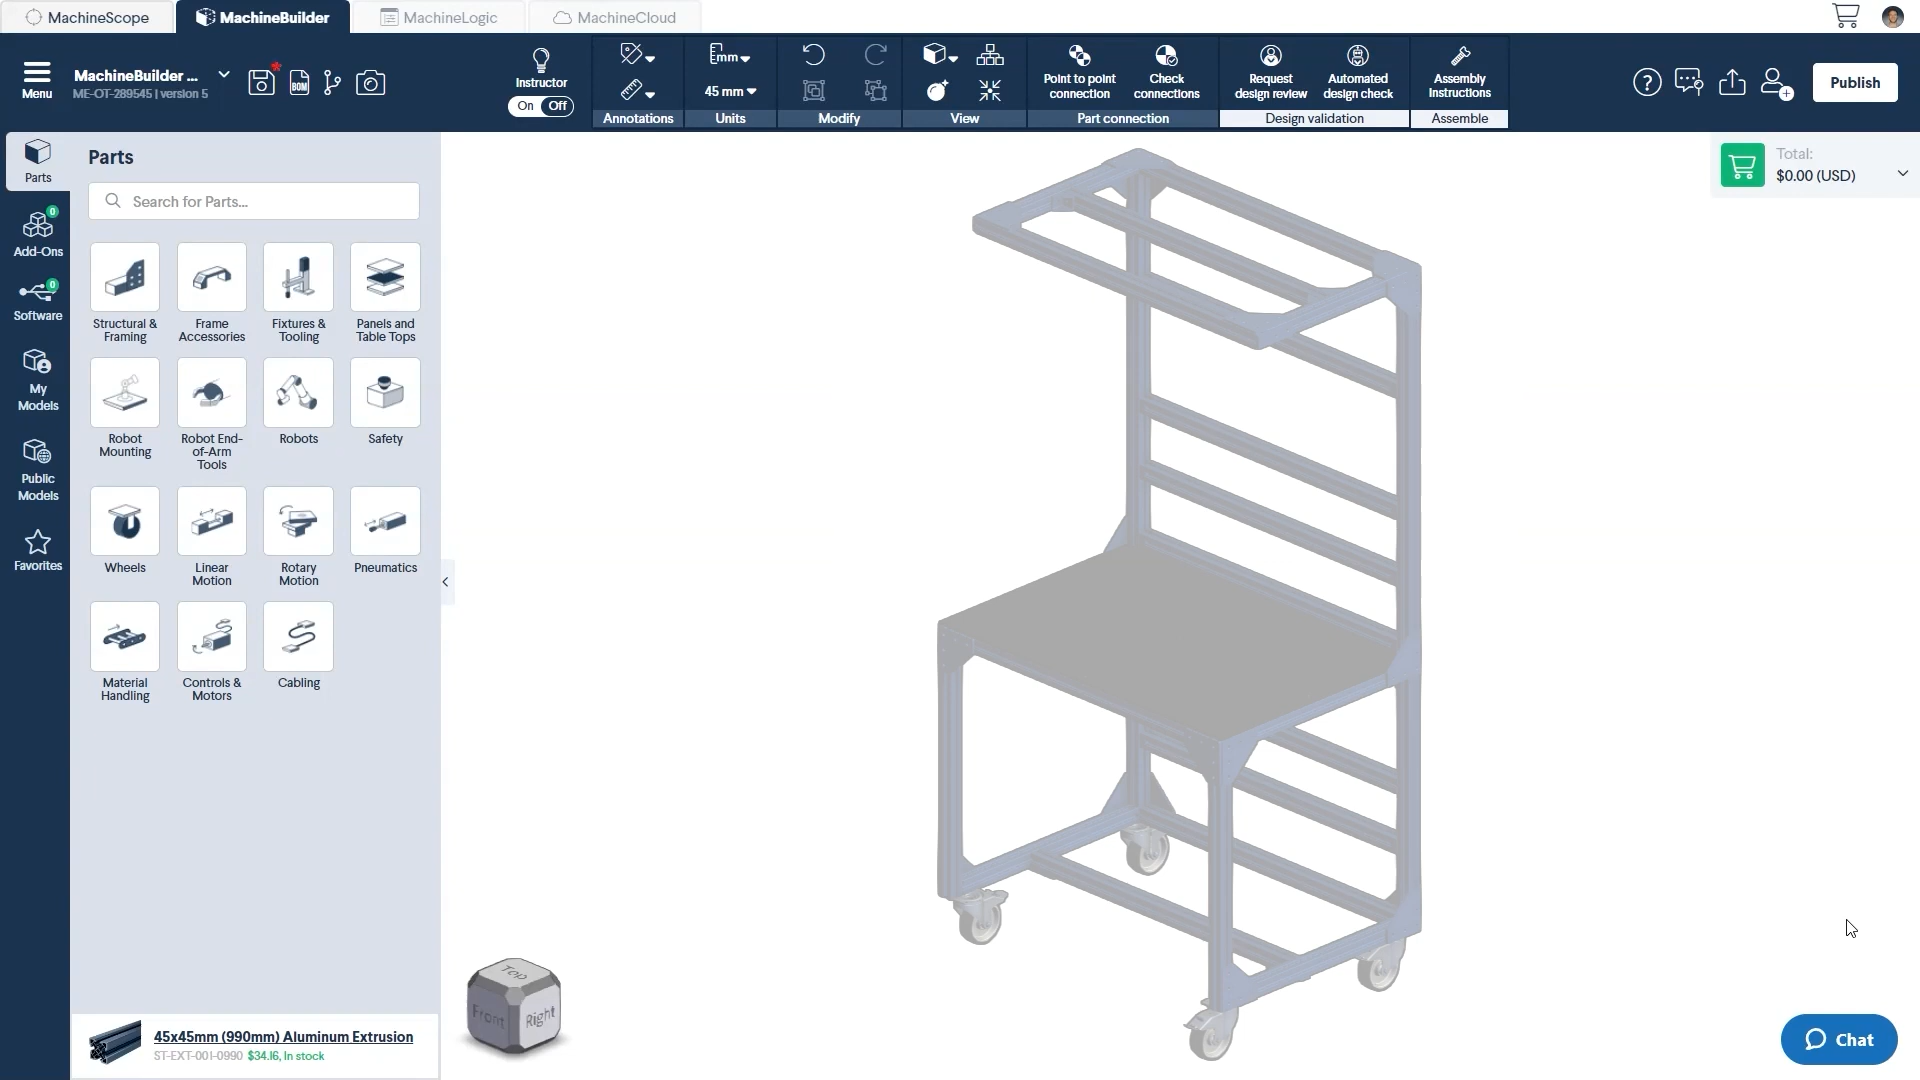 MachineScope
MachineBuilder
MachineLogic
MachineCloud
Menu
MachineBuilder ...
ME-OT-289545 | version 5
BOM
Instructor
On Off
Annotations
mm
45 mm
Units
Modify
View
Point to point
connection
Check
connections
Part connection
Request
design review
Automated
design check
Design validation
Assembly
Instructions
Assemble
Publish
Parts
0
Add-Ons
0
Software
My
Models
Public
Models
Favorites
Parts
Search for Parts...
Structural &
Framing
Frame
Accessories
Fixtures &
Tooling
Panels and
Table Tops
Robot
Mounting
Robot End-
of-Arm
Tools
Robots
Safety
Wheels
Linear
Motion
Rotary
Motion
Pneumatics
Material
Handling
Controls &
Motors
Cabling
45x45mm (990mm) Aluminum Extrusion
ST-EXT-001-0990 $34.16, In stock
Total:
$0.00 (USD)
Top
Front
Right
Chat